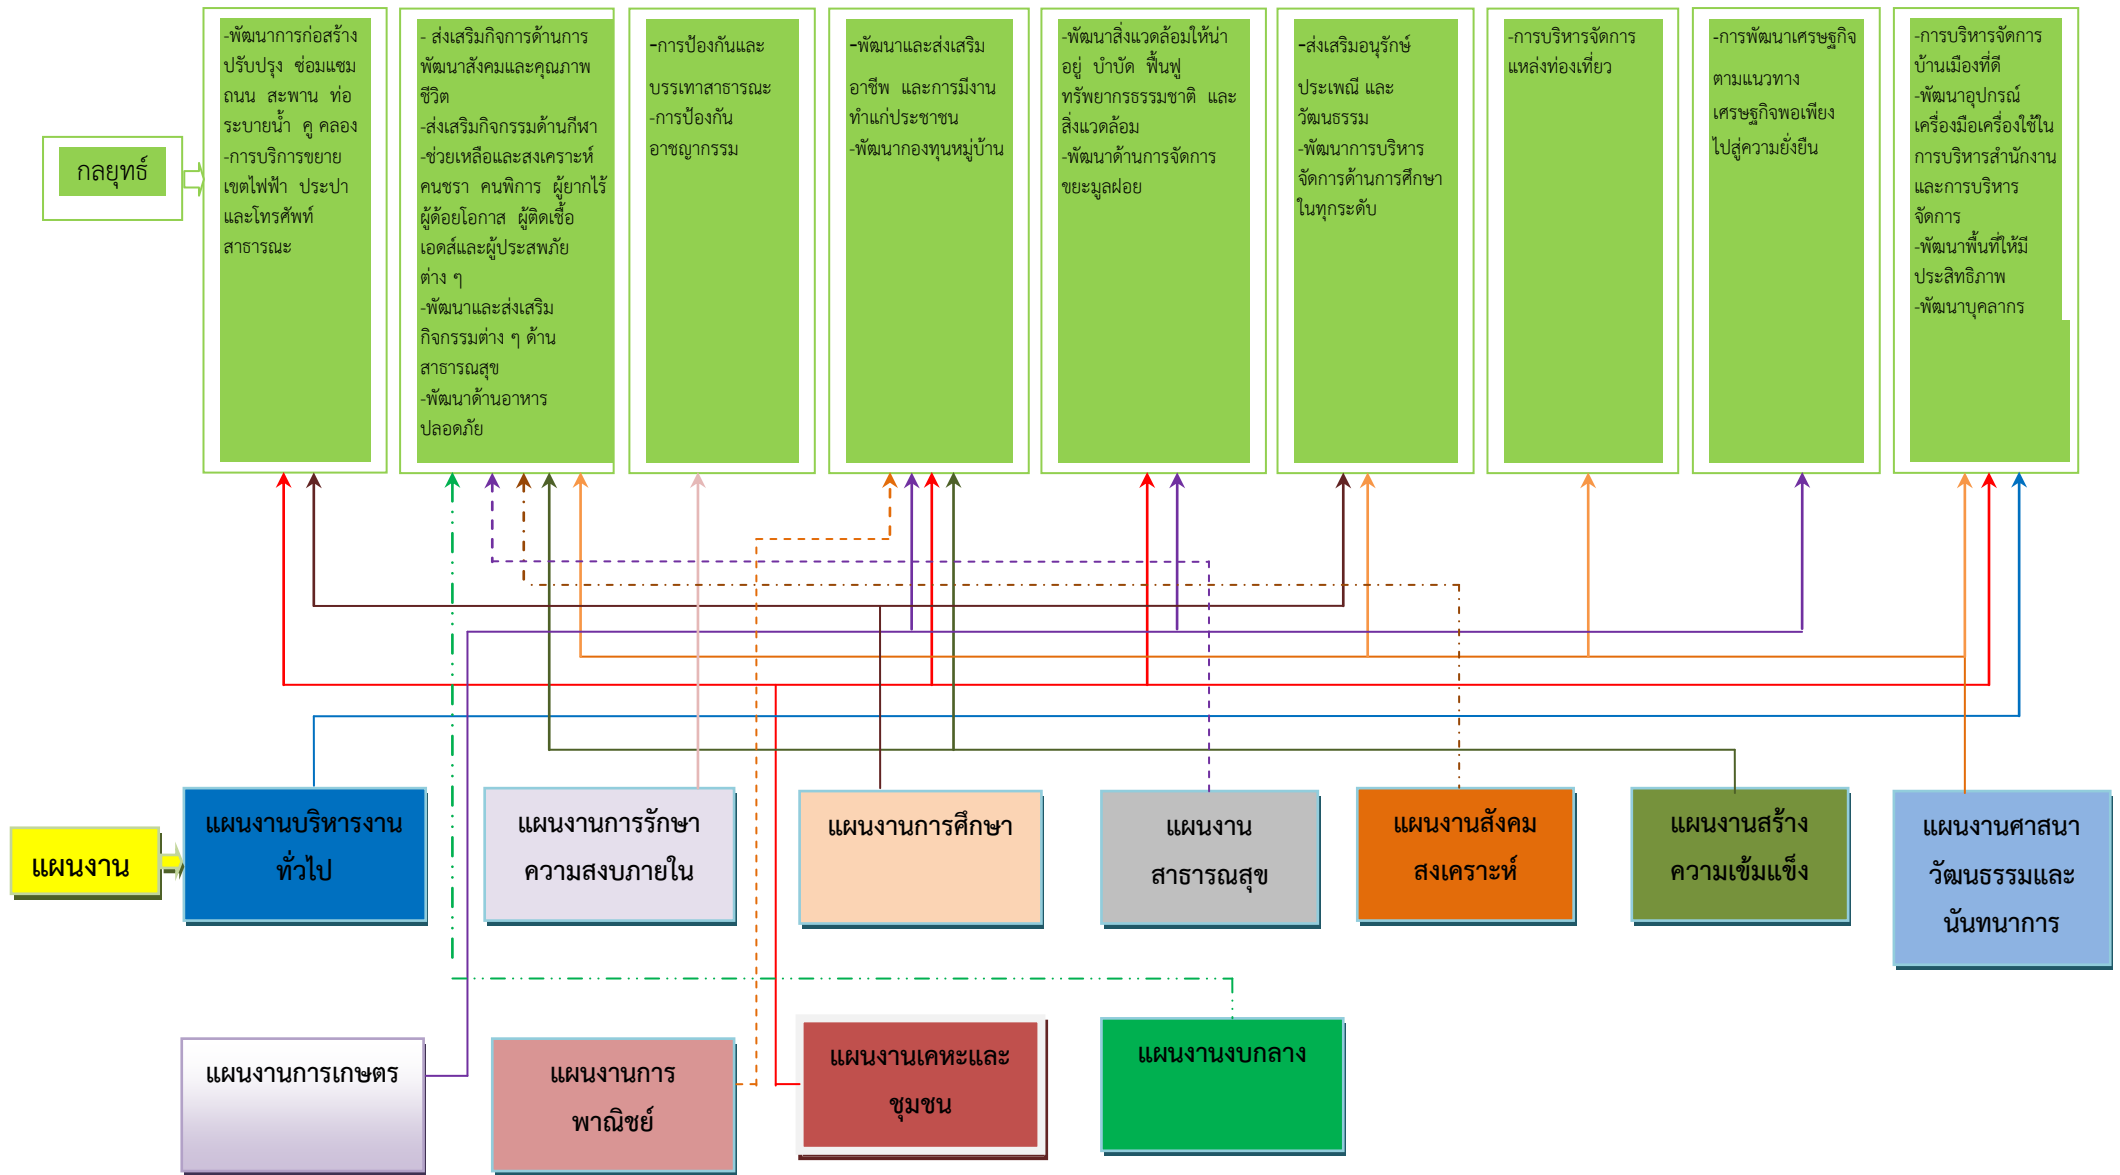 กลยุทธ์
-พัฒนาการก่อสร้าง
ปรับปรุง ซ่อมแซม
ถนน สะพาน ท่อ
ระบายน้ำ คู คลอง
-การบริการขยาย
เขตไฟฟ้า ประปา
และโทรศัพท์
สาธารณะ
- ส่งเสริมกิจการด้านการ
พัฒนาสังคมและคุณภาพ
ชีวิต
-ส่งเสริมกิจกรรมด้านกีฬา
-ช่วยเหลือและสงเคราะห์
คนชรา คนพิการ ผู้ยากไร้
ผู้ด้อยโอกาส ผู้ติดเชื้อ
เอดส์และผู้ประสพภัย
ต่าง ๆ
-พัฒนาและส่งเสริม
กิจกรรมต่าง ๆ ด้าน
สาธารณสุข
-พัฒนาด้านอาหาร
ปลอดภัย
-การป้องกันและ
บรรเทาสาธารณะ
-การป้องกัน
อาชญากรรม
-พัฒนาและส่งเสริม
อาชีพ และการมีงาน
ทำแก่ประชาชน
-พัฒนากองทุนหมู่บ้าน
-พัฒนาสิ่งแวดล้อมให้น่า
อยู่ บำบัด ฟื้นฟู
ทรัพยากรธรรมชาติ และ
สิ่งแวดล้อม
-พัฒนาด้านการจัดการ
ขยะมูลฝอย
-ส่งเสริมอนุรักษ์
ประเพณี และ
วัฒนธรรม
-พัฒนาการบริหาร
จัดการด้านการศึกษา
ในทุกระดับ
-การบริหารจัดการ
แหล่งท่องเที่ยว
-การพัฒนาเศรษฐกิจ
ตามแนวทาง
เศรษฐกิจพอเพียง
ไปสู่ความยั่งยืน
-การบริหารจัดการ
บ้านเมืองที่ดี
-พัฒนาอุปกรณ์
เครื่องมือเครื่องใช้ใน
การบริหารสำนักงาน
และการบริหาร
จัดการ
-พัฒนาพื้นที่ให้มี
ประสิทธิภาพ
-พัฒนาบุคลากร
แผนงาน
แผนงานบริหารงาน
ทั่วไป
แผนงานการรักษา
ความสงบภายใน
แผนงานการศึกษา
แผนงาน
สาธารณสุข
แผนงานสังคม
สงเคราะห์
แผนงานสร้าง
ความเข้มแข็ง
แผนงานศาสนา
วัฒนธรรมและ
นันทนาการ
แผนงานการเกษตร
แผนงานการ
พาณิชย์
แผนงานเคหะและ
ชุมชน
แผนงานงบกลาง